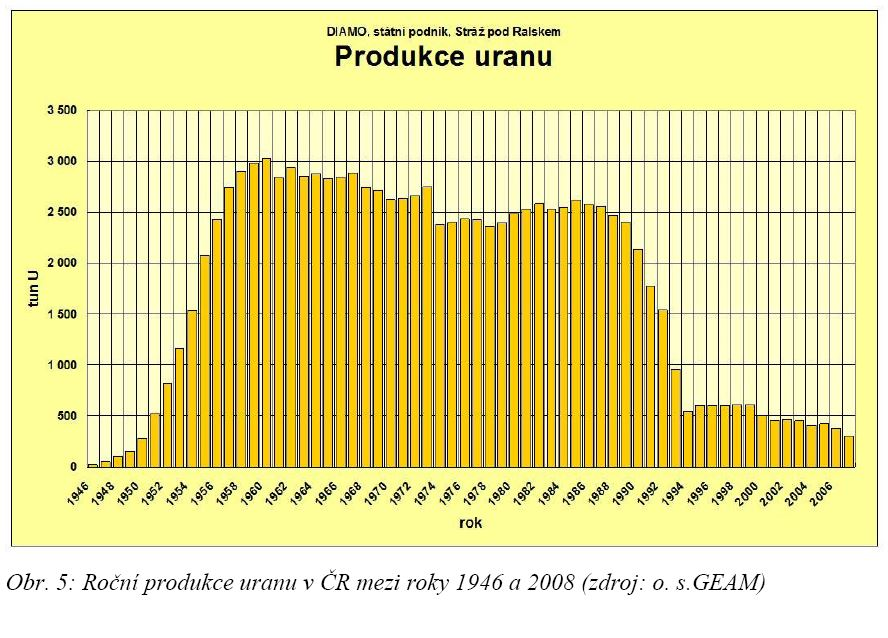 DIAMO, státní podnik, Stráž pod Ralskem
Produkce uranu
3 500
3 000
2 500
2 000
1 500
1 000
500
0
tun U
1946 1948 1950 1952 1954 1956 1958 1960 1962 1964 1966 1968 1970 1972 1974 1976 1978 1980 1982 1984 1986 1988 1990 1992 1994 1996 1998 2000 2002 2004 2006
rok
Obr. 5: Roční produkce uranu v ČR mezi roky 1946 a 2008 (zdroj: o. s.GEAM)